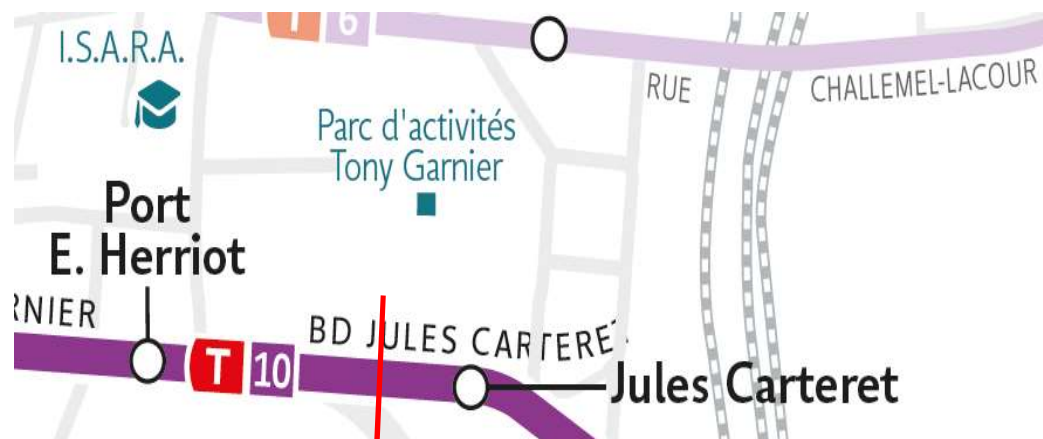 T 6
I.S.A.R.A.
RUE
CHALLEMEL-LACOUR
Parc d'activités
Tony Garnier
Port
E. Herriot
RNIER
BD JULES CARTERET
T 10
Jules Carteret